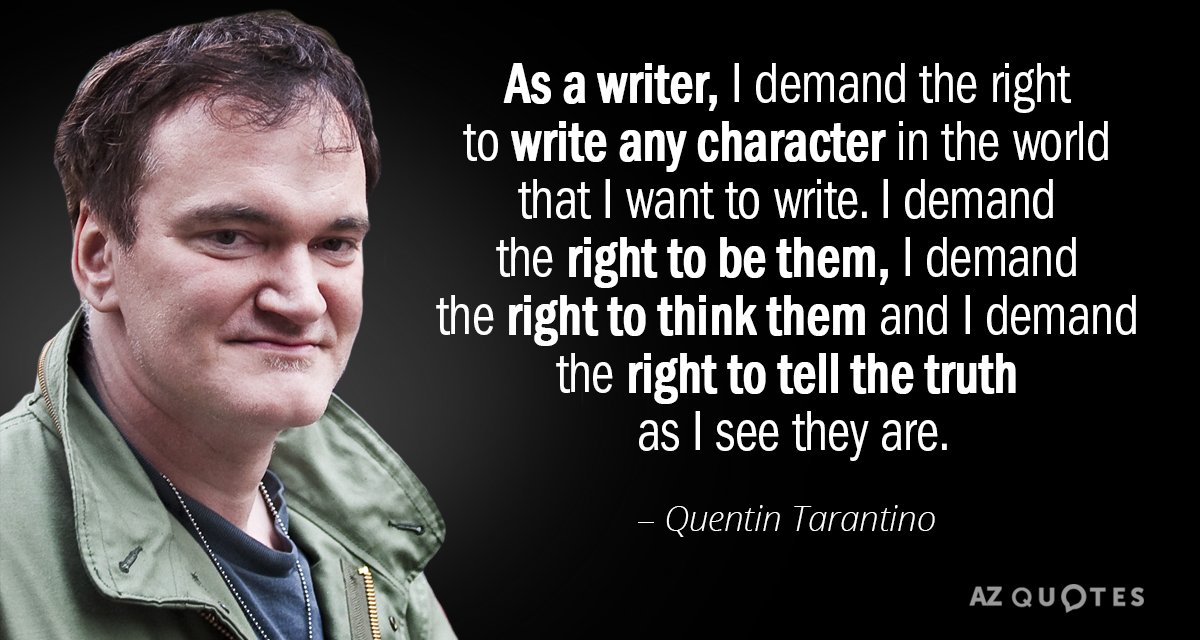 As a writer, I demand the right
to write any character in the world
that I want to write. I demand
the right to be them, I demand
the right to think them and I demand
the right to tell the truth
as I see they are.
– Quentin Tarantino
AZ QUOTES